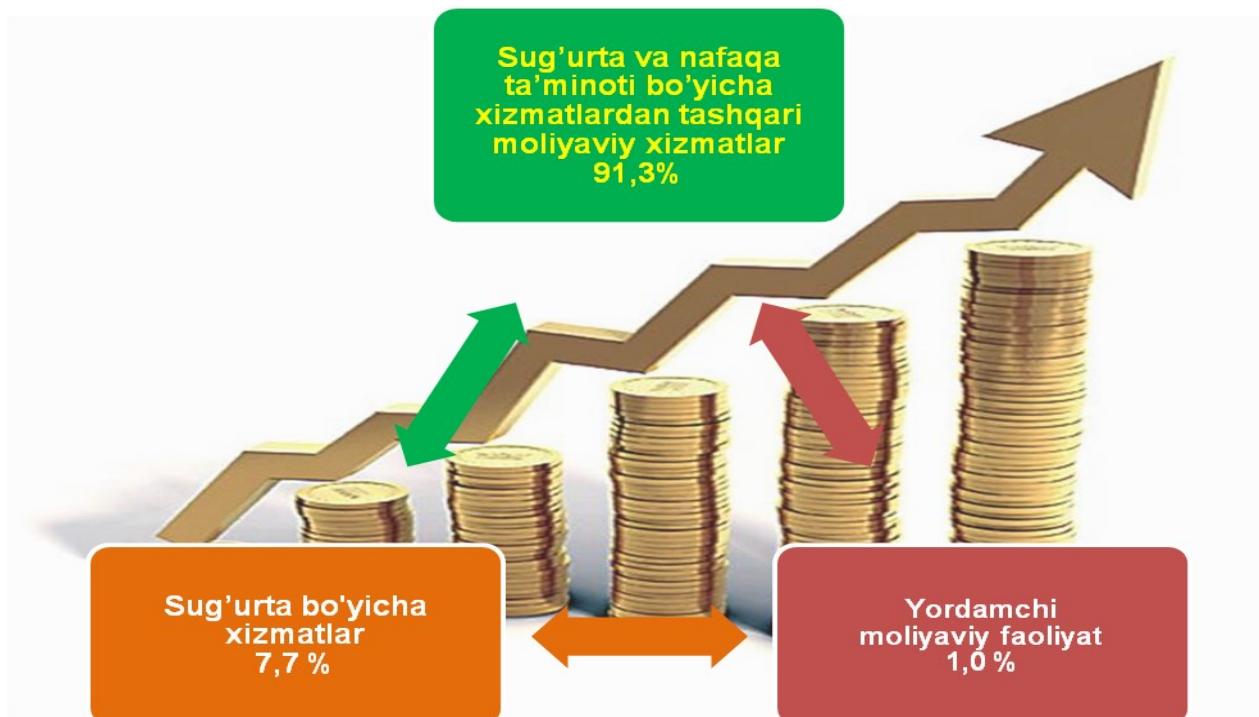 Sug’urta va nafaqa
ta’minoti bo’yicha
xizmatlardan tashqari
moliyaviy xizmatlar
91,3%
Sug’urta bo'yicha
xizmatlar
7,7 %
Yordamchi
moliyaviy faoliyat
1,0 %